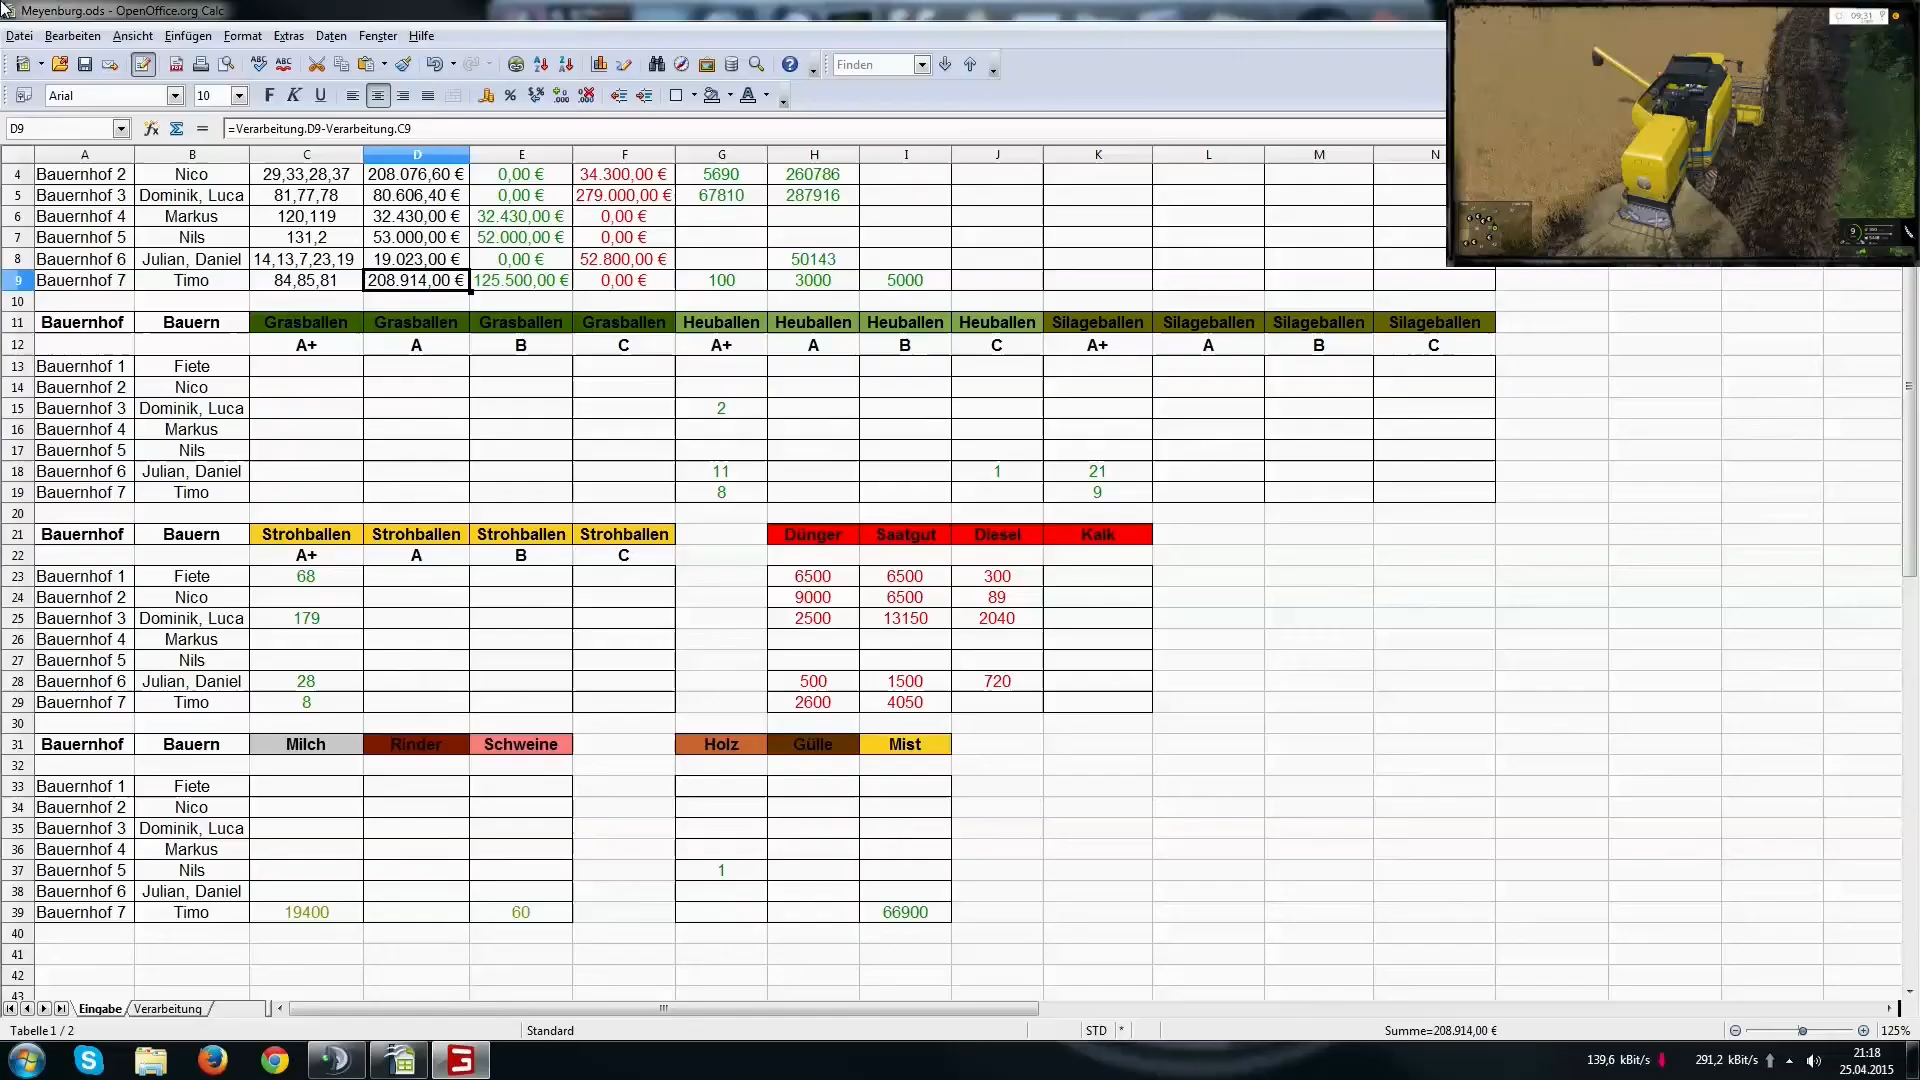 Meyenburg.ods - OpenOffice.org Calc
Datei Bearbeiten Ansicht Einfügen Format Extras Daten Fenster Hilfe
Finden
Arial 10 F K U
D9 =Verarbeitung.D9-Verarbeitung.C9
A B C D E F G H I J K L M N
4 Bauernhof 2 Nico 29,33,28,37 208.076,60 € 0,00 € 34.300,00 € 5690 260786
5 Bauernhof 3 Dominik, Luca 81,77,78 80.606,40 € 0,00 € 279.000,00 € 67810 287916
6 Bauernhof 4 Markus 120,119 32.430,00 € 32.430,00 € 0,00 €
7 Bauernhof 5 Nils 131,2 53.000,00 € 52.000,00 € 0,00 €
8 Bauernhof 6 Julian, Daniel 14,13,7,23,19 19.023,00 € 0,00 € 52.800,00 € 50143
9 Bauernhof 7 Timo 84,85,81 208.914,00 € 125.500,00 € 0,00 € 100 3000 5000
10
11 Bauernhof Bauern Grasballen Grasballen Grasballen Grasballen Heuballen Heuballen Heuballen Heuballen Silageballen Silageballen Silageballen Silageballen
12 A+ A B C A+ A B C A+ A B C
13 Bauernhof 1 Fiete
14 Bauernhof 2 Nico
15 Bauernhof 3 Dominik, Luca 2
16 Bauernhof 4 Markus
17 Bauernhof 5 Nils
18 Bauernhof 6 Julian, Daniel 11 1 21
19 Bauernhof 7 Timo 8 9
20
21 Bauernhof Bauern Strohballen Strohballen Strohballen Strohballen Dünger Saatgut Diesel Kalk
22 A+ A B C
23 Bauernhof 1 Fiete 68 6500 6500 300
24 Bauernhof 2 Nico 9000 6500 89
25 Bauernhof 3 Dominik, Luca 179 2500 13150 2040
26 Bauernhof 4 Markus
27 Bauernhof 5 Nils
28 Bauernhof 6 Julian, Daniel 28 500 1500 720
29 Bauernhof 7 Timo 8 2600 4050
30
31 Bauernhof Bauern Milch Rinder Schweine Holz Gülle Mist
32
33 Bauernhof 1 Fiete
34 Bauernhof 2 Nico
35 Bauernhof 3 Dominik, Luca
36 Bauernhof 4 Markus
37 Bauernhof 5 Nils 1
38 Bauernhof 6 Julian, Daniel
39 Bauernhof 7 Timo 19400 60 66900
40
41
42
43
Eingabe Verarbeitung
Tabelle 1 / 2 Standard STD * Summe=208.914,00 € 125%
139,6 kBit/s 291,2 kBit/s 21:18
25.04.2015
09:31